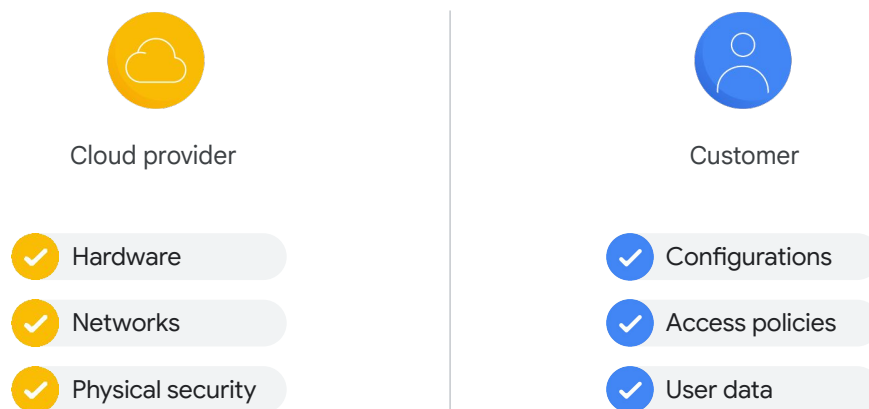 Cloud provider
Hardware
Networks
Physical security
Customer
Configurations
Access policies
User data